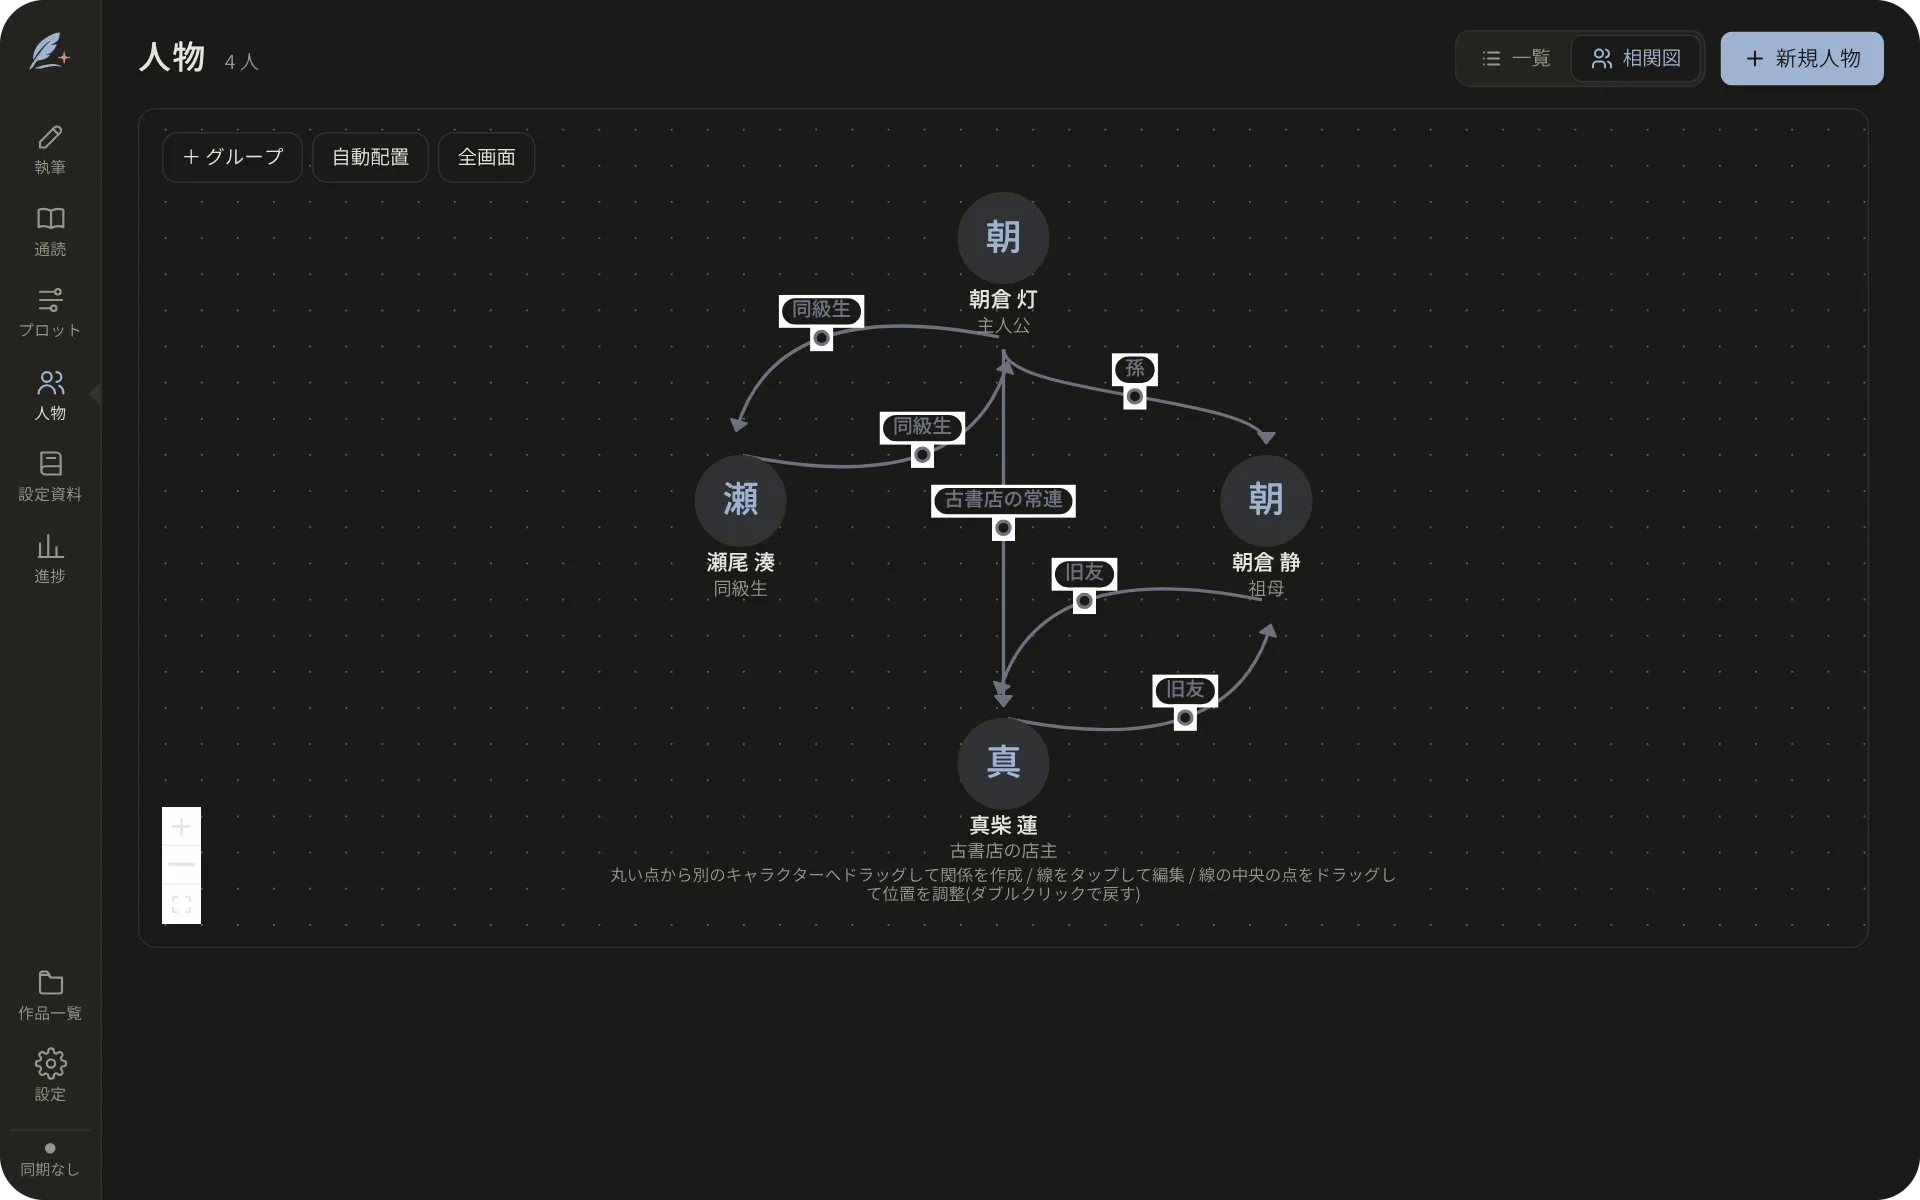 人物 4 人
一覧 相関図 新規人物
執筆
通読
プロット
人物
設定資料
進捗
作品一覧
設定
同期なし
グループ 自動配置 全画面
朝
朝倉 灯
主人公
同級生
孫
同級生
瀬
瀬尾 湊
同級生
古書店の常連
朝
朝倉 静
祖母
旧友
旧友
真
真柴 蓮
古書店の店主
丸い点から別のキャラクターへドラッグして関係を作成 / 線をタップして編集 / 線の中央の点をドラッグし
て位置を調整(ダブルクリックで戻す)